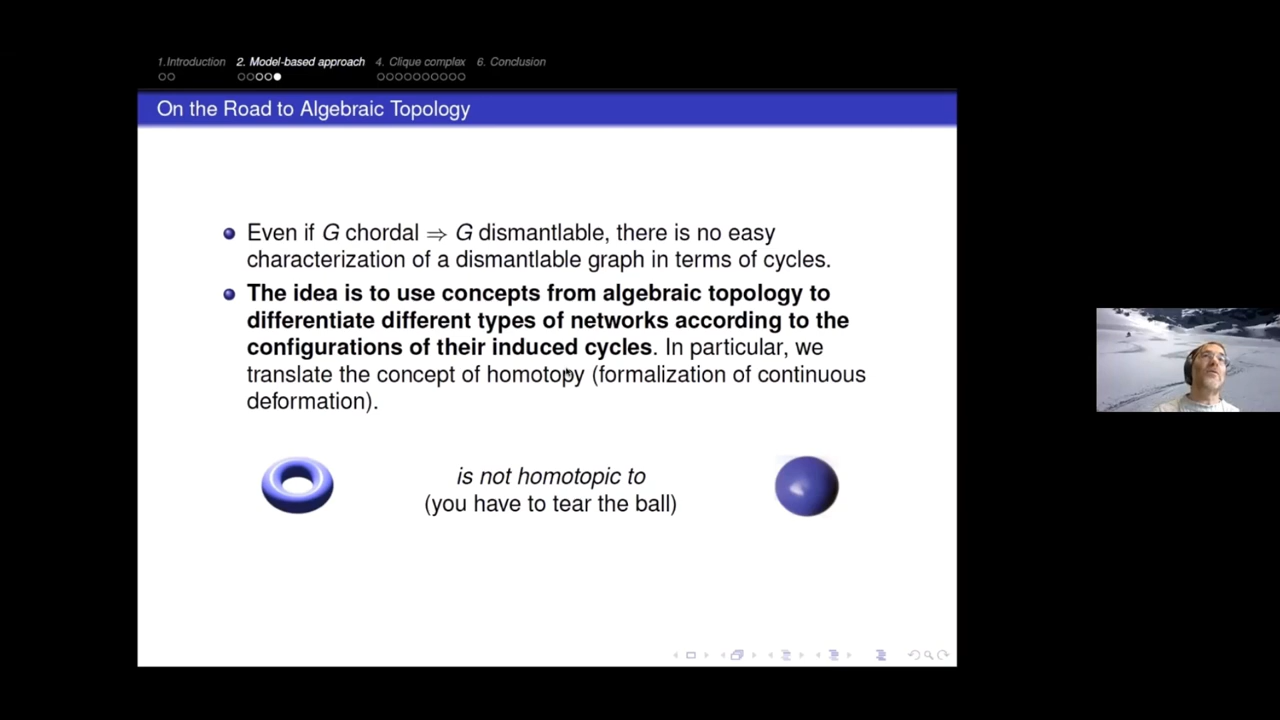 1.Introduction 2. Model-based approach 4. Clique complex 6. Conclusion
On the Road to Algebraic Topology
Even if G chordal ⇒ G dismantlable, there is no easy
characterization of a dismantlable graph in terms of cycles.
The idea is to use concepts from algebraic topology to
differentiate different types of networks according to the
configurations of their induced cycles. In particular, we
translate the concept of homotopy (formalization of continuous
deformation).
is not homotopic to
(you have to tear the ball)